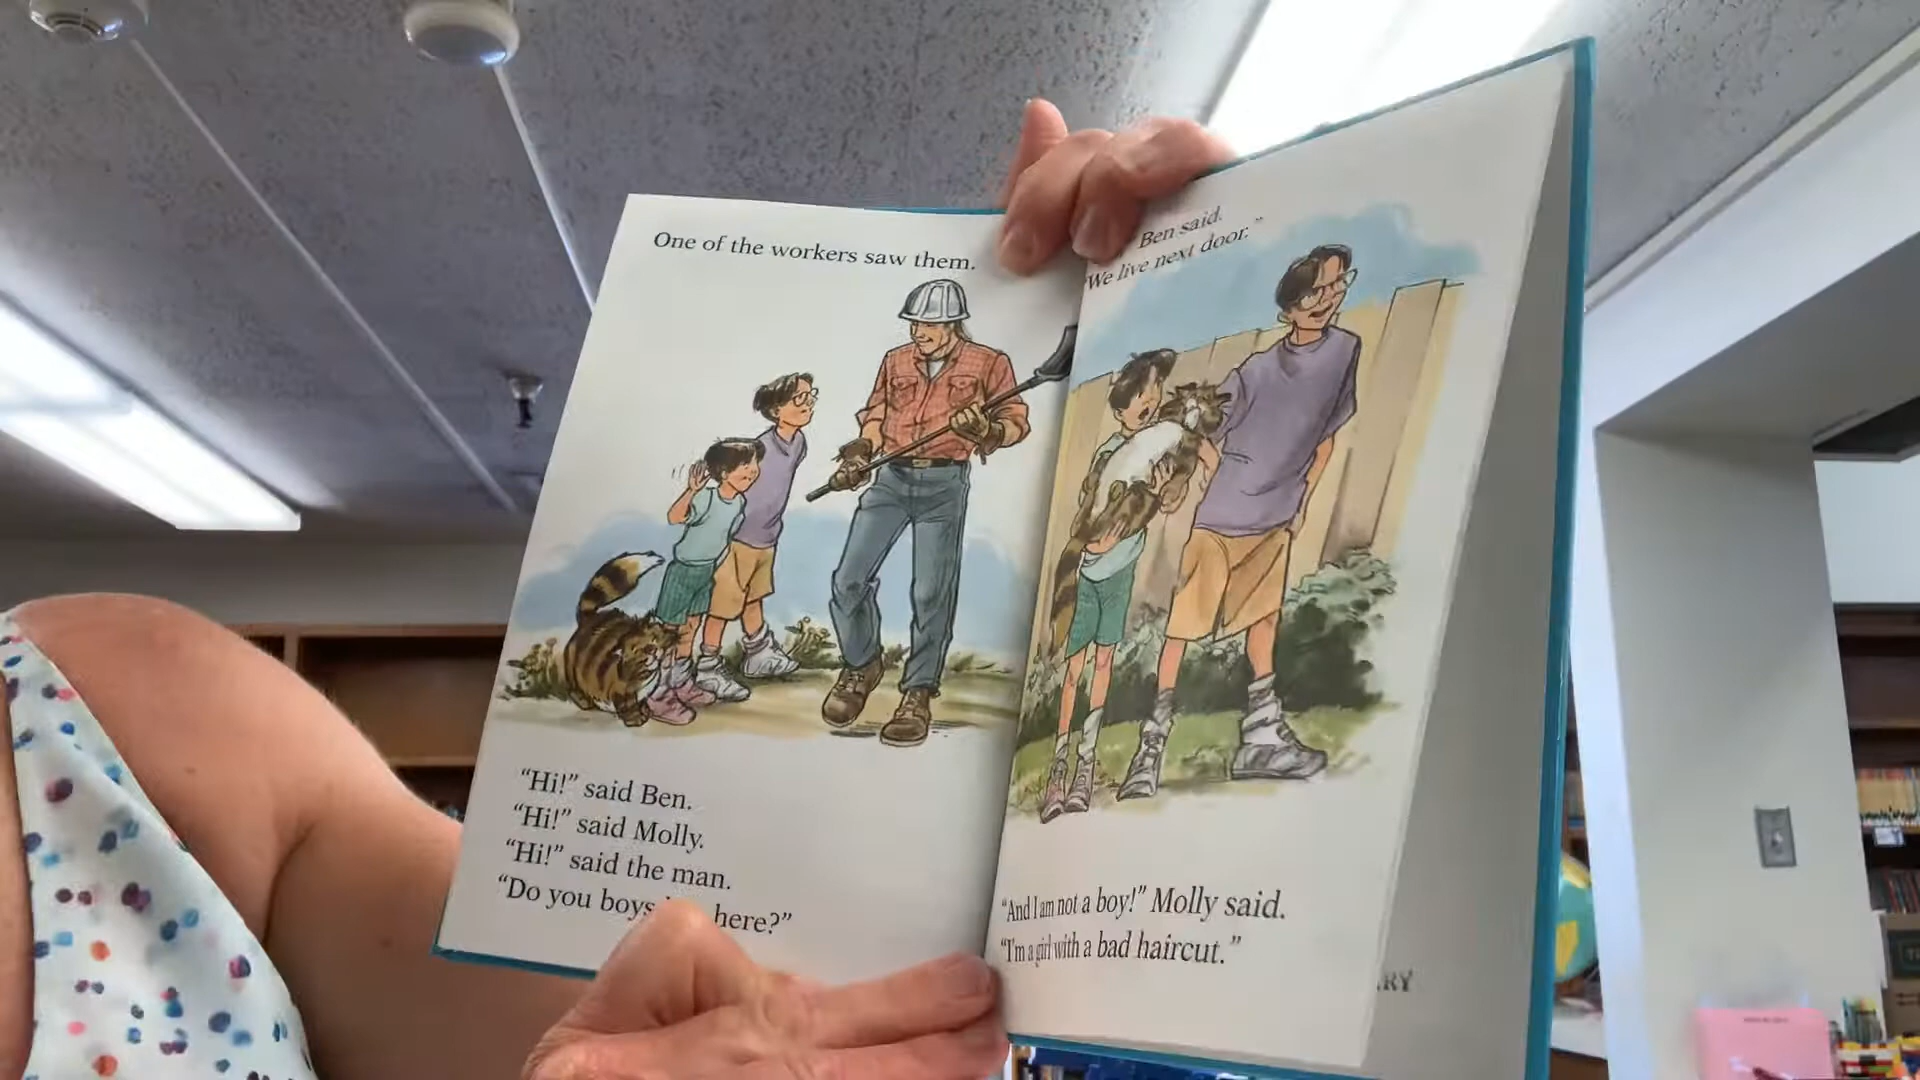 One of the workers saw them.
"Hi!" said Ben.
"Hi!" said Molly.
"Hi!" said the man.
"Do you boys here?"
Ben said.
"We live next door."
"And I am not a boy!" Molly said.
"I'm a girl with a bad haircut."